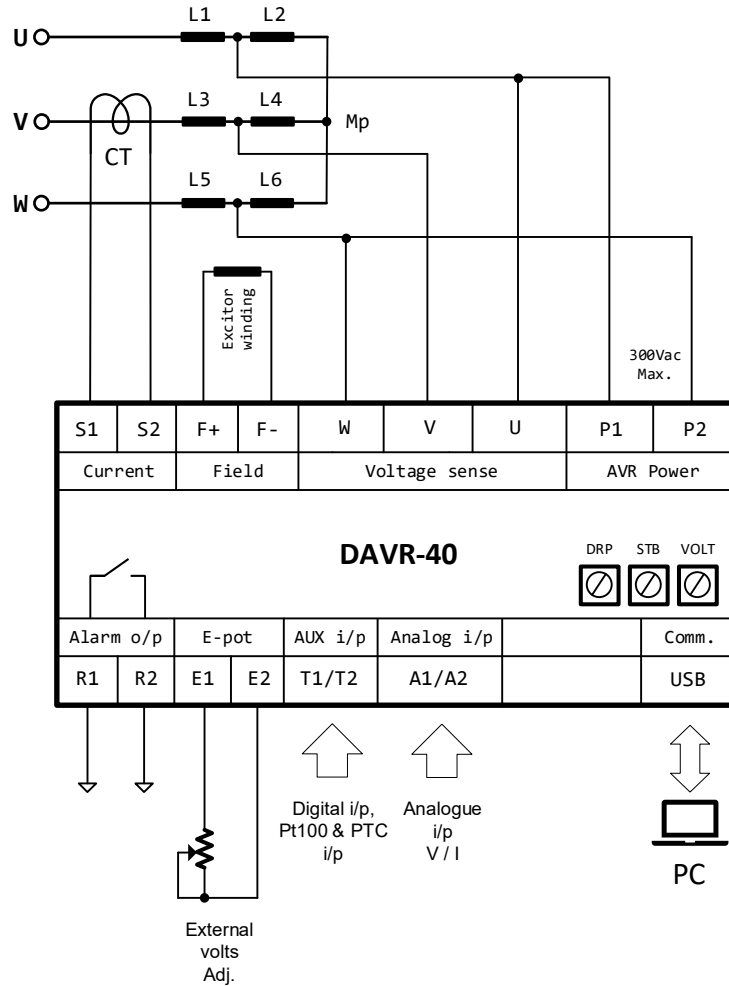 L1 L2
U
L3 L4
V
Mp
CT
L5 L6
W
Excitor
winding
300Vac
Max.
S1 S2 F+ F- W V U P1 P2
Current Field Voltage sense AVR Power
DAVR-40
DRP STB VOLT
Alarm o/p E-pot AUX i/p Analog i/p Comm.
R1 R2 E1 E2 T1/T2 A1/A2 USB
Digital i/p,
Pt100 & PTC
i/p
Analogue
i/p
V / I
PC
External
volts
Adj.